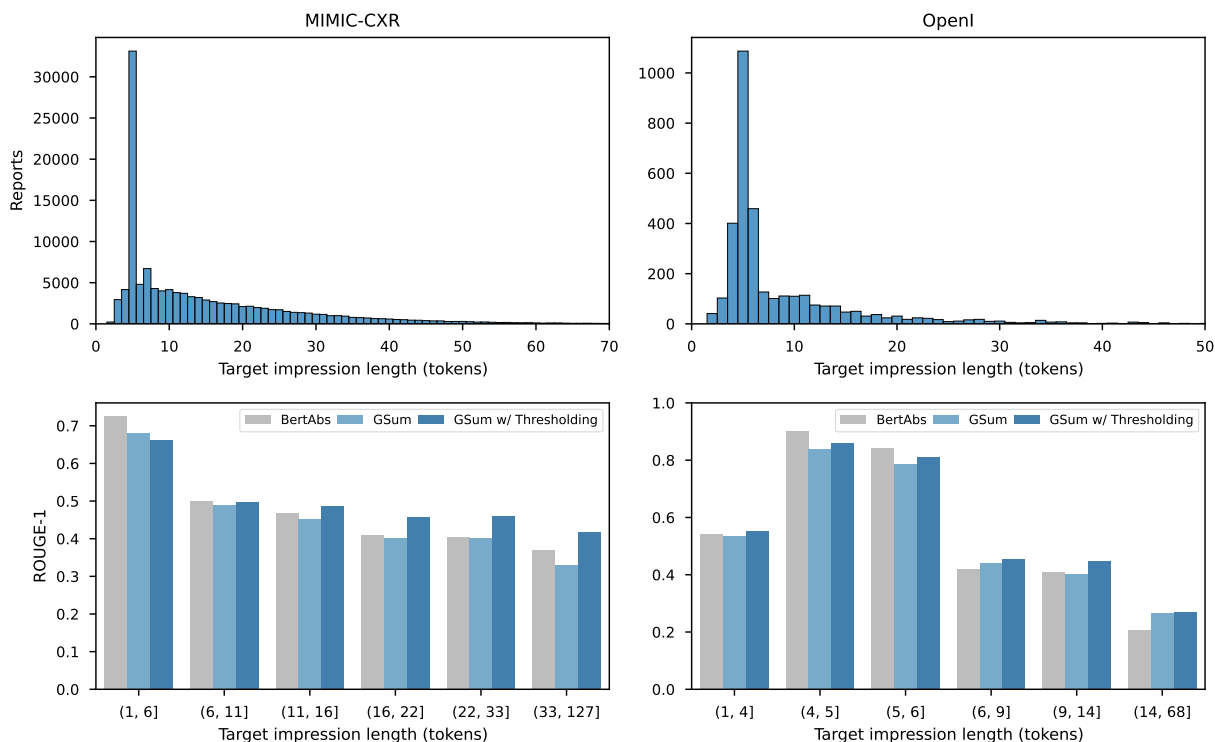 MIMIC-CXR
Reports
30000
25000
20000
15000
10000
5000
0
0 10 20 30 40 50 60 70
Target impression length (tokens)
OpenI
1000
800
600
400
200
0
0 10 20 30 40 50
Target impression length (tokens)
ROUGE-1
0.7
0.6
0.5
0.4
0.3
0.2
0.1
0.0
BertAbs GSum GSum w/ Thresholding
(1, 6] (6, 11] (11, 16] (16, 22] (22, 33] (33, 127]
Target impression length (tokens)
1.0
0.8
0.6
0.4
0.2
0.0
BertAbs GSum GSum w/ Thresholding
(1, 4] (4, 5] (5, 6] (6, 9] (9, 14] (14, 68]
Target impression length (tokens)